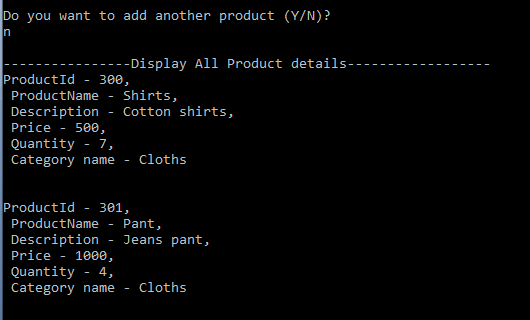 Do you want to add another product (Y/N)?
n
----------------Display All Product details------------------
ProductId - 300,
ProductName - Shirts,
Description - Cotton shirts,
Price - 500,
Quantity - 7,
Category name - Cloths
ProductId - 301,
ProductName - Pant,
Description - Jeans pant,
Price - 1000,
Quantity - 4,
Category name - Cloths